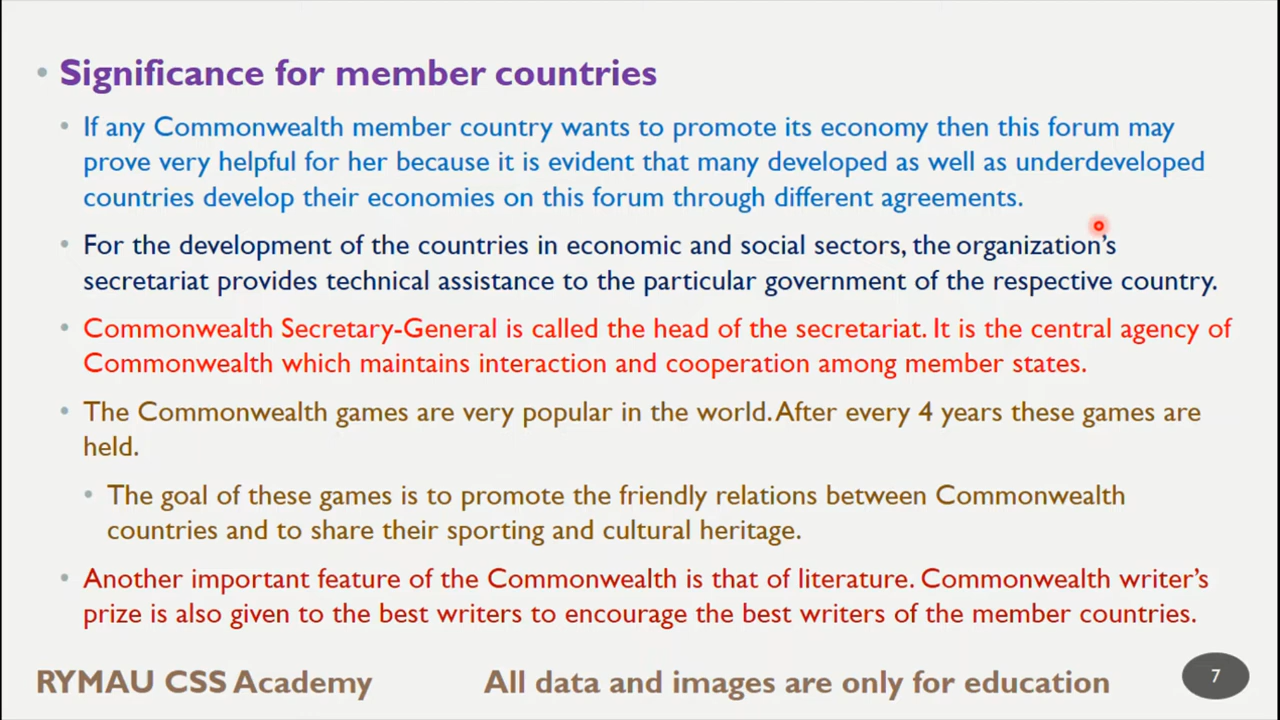 Significance for member countries
If any Commonwealth member country wants to promote its economy then this forum may
prove very helpful for her because it is evident that many developed as well as underdeveloped
countries develop their economies on this forum through different agreements.
For the development of the countries in economic and social sectors, the organization's
secretariat provides technical assistance to the particular government of the respective country.
Commonwealth Secretary-General is called the head of the secretariat. It is the central agency of
Commonwealth which maintains interaction and cooperation among member states.
The Commonwealth games are very popular in the world. After every 4 years these games are
held.
The goal of these games is to promote the friendly relations between Commonwealth
countries and to share their sporting and cultural heritage.
Another important feature of the Commonwealth is that of literature. Commonwealth writer's
prize is also given to the best writers to encourage the best writers of the member countries.
RYMAU CSS Academy All data and images are only for education 7